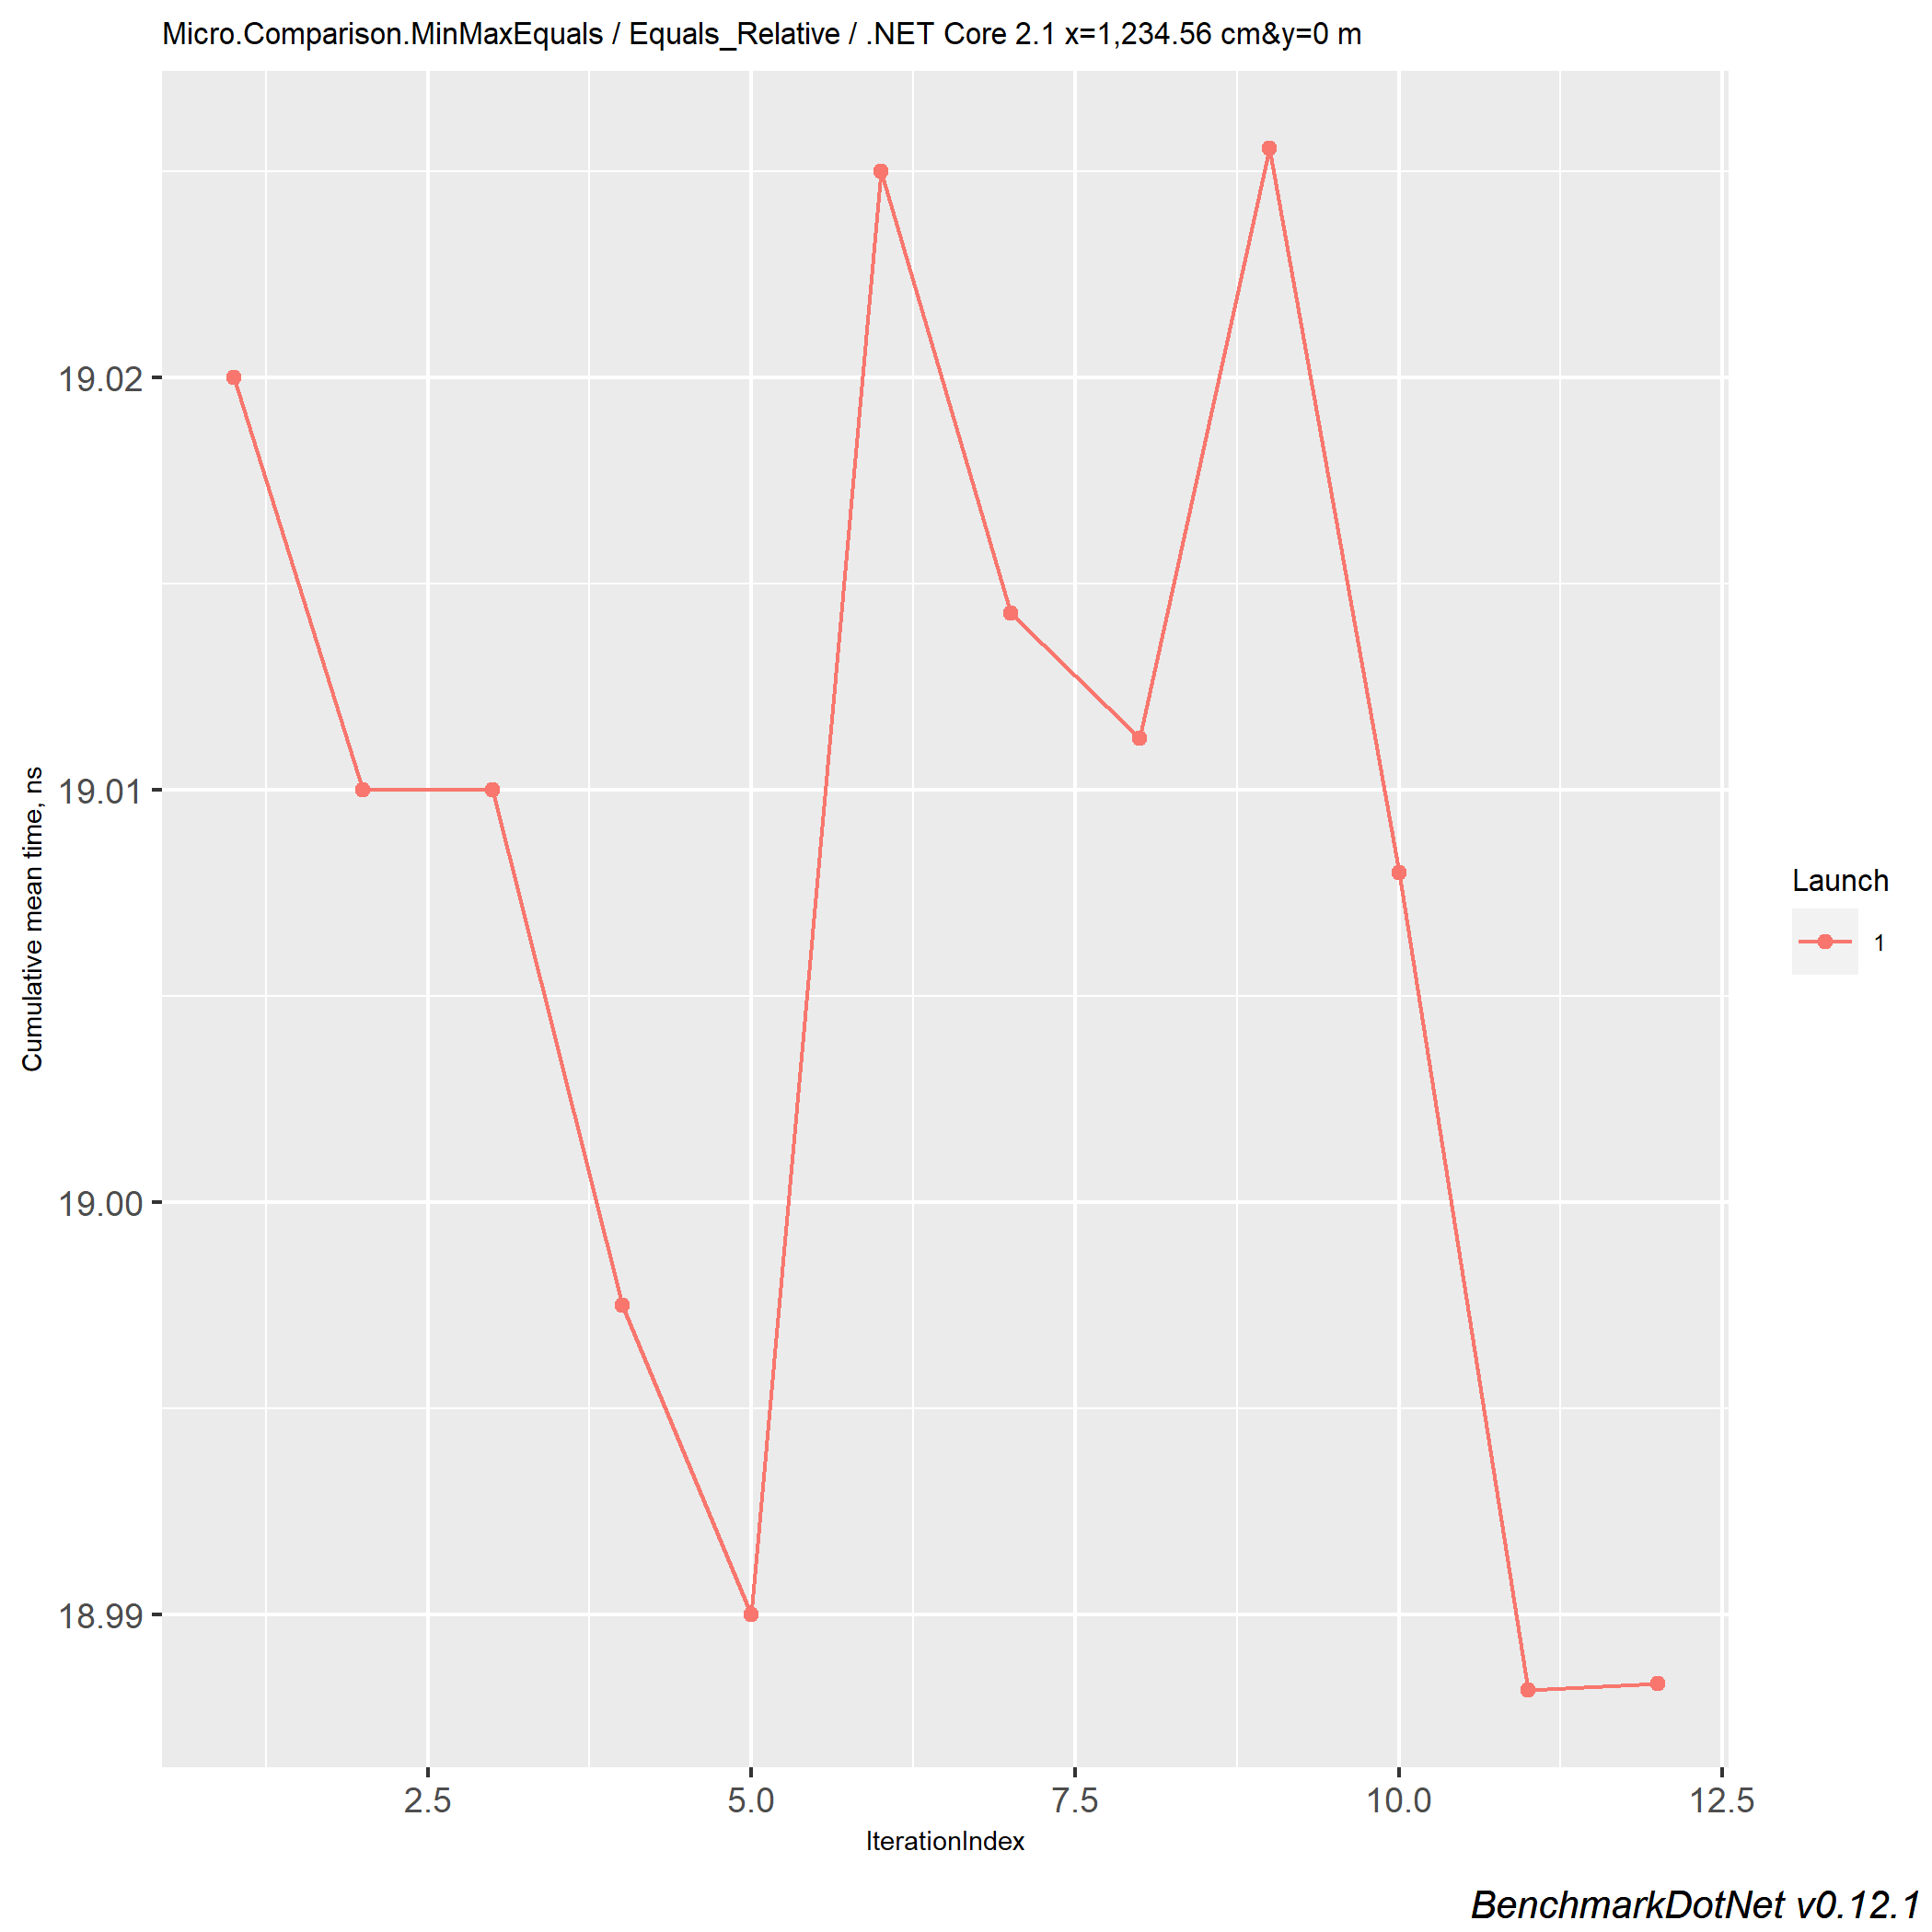 Micro.Comparison.MinMaxEquals / Equals_Relative / .NET Core 2.1 x=1,234.56 cm&y=0 m
Cumulative mean time, ns
19.02
19.01
19.00
18.99
2.5
5.0
7.5
10.0
12.5
IterationIndex
Launch
1
BenchmarkDotNet v0.12.1